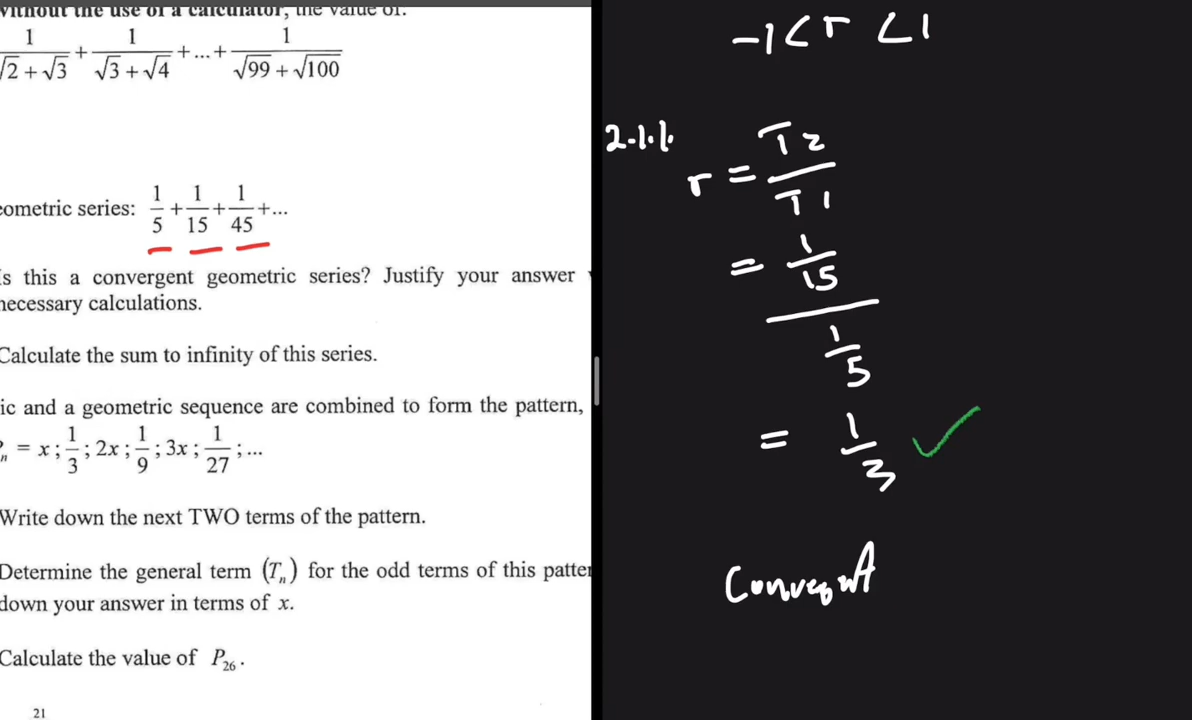 without the use of a calculator, the value of:
1/(√2 + √3) + 1/(√3 + √4) + ... + 1/(√99 + √100)
eometric series: 1/5 + 1/15 + 1/45 + ...
Is this a convergent geometric series? Justify your answer
necessary calculations.
Calculate the sum to infinity of this series.
ic and a geometric sequence are combined to form the pattern,
n = x ; 1/3 ; 2x ; 1/9 ; 3x ; 1/27 ; ...
Write down the next TWO terms of the pattern.
Determine the general term (Tn) for the odd terms of this patte
down your answer in terms of x.
Calculate the value of P26 .
21
-1 < r < 1
2.1.1.
r = T2/T1
= 1/15 / 1/5
= 1/3